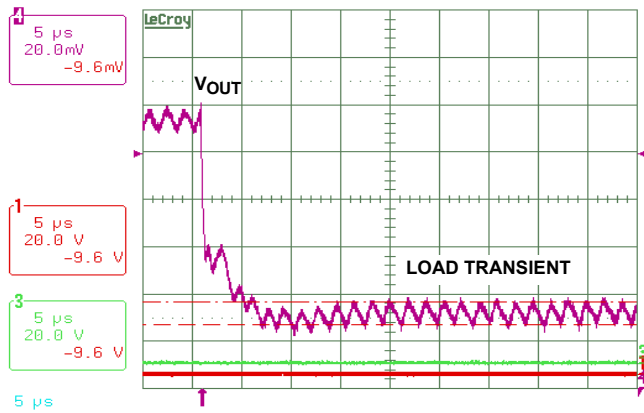 4
5 µs
20.0mV
-9.6mV
LeCroy
VOUT
1
5 µs
20.0 V
-9.6 V
LOAD TRANSIENT
3
5 µs
20.0 V
-9.6 V
5 µs